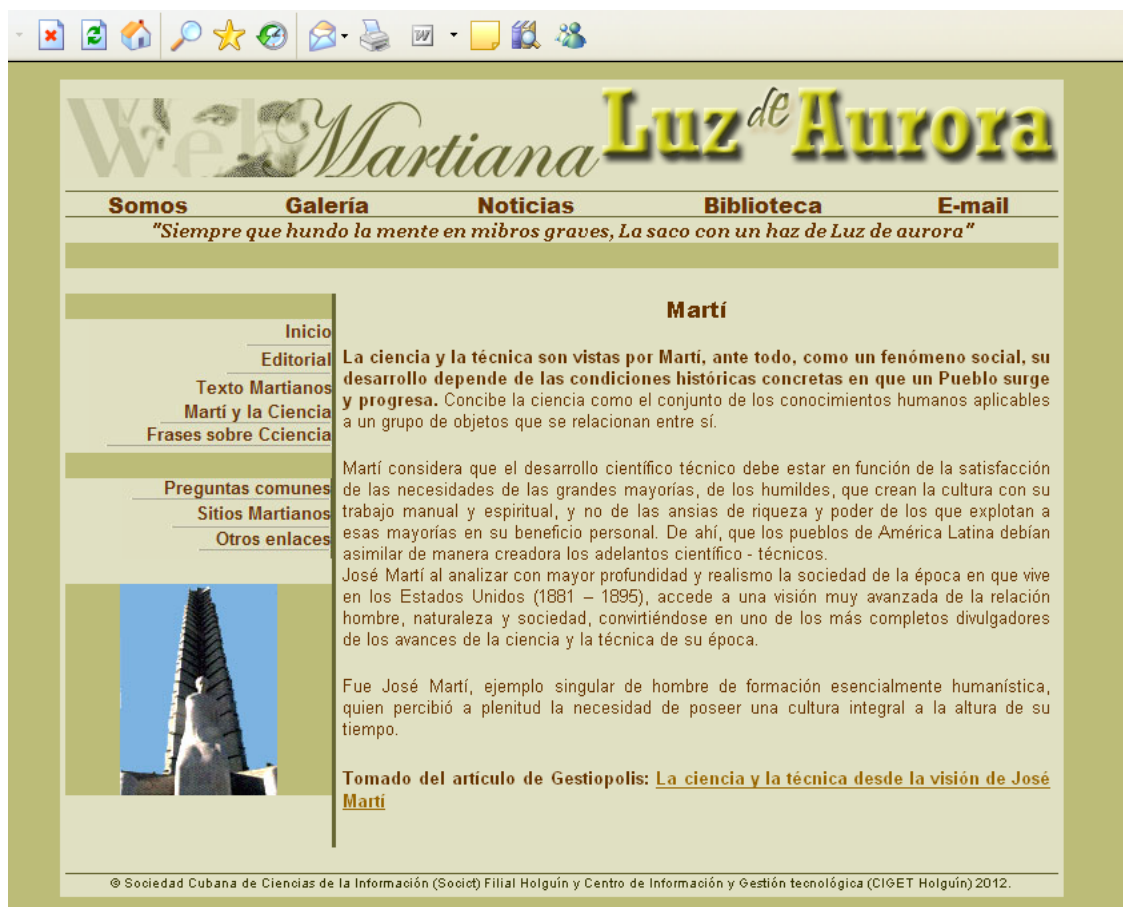 Web Martiana Luz de Aurora
Somos Galería Noticias Biblioteca E-mail
"Siempre que hundo la mente en mibros graves, La saco con un haz de Luz de aurora"
Inicio
Editorial
Texto Martianos
Martí y la Ciencia
Frases sobre Cciencia
Preguntas comunes
Sitios Martianos
Otros enlaces
Martí
La ciencia y la técnica son vistas por Martí, ante todo, como un fenómeno social, su
desarrollo depende de las condiciones históricas concretas en que un Pueblo surge
y progresa. Concibe la ciencia como el conjunto de los conocimientos humanos aplicables
a un grupo de objetos que se relacionan entre sí.
Martí considera que el desarrollo científico técnico debe estar en función de la satisfacción
de las necesidades de las grandes mayorías, de los humildes, que crean la cultura con su
trabajo manual y espiritual, y no de las ansias de riqueza y poder de los que explotan a
esas mayorías en su beneficio personal. De ahí, que los pueblos de América Latina debían
asimilar de manera creadora los adelantos científico - técnicos.
José Martí al analizar con mayor profundidad y realismo la sociedad de la época en que vive
en los Estados Unidos (1881 – 1895), accede a una visión muy avanzada de la relación
hombre, naturaleza y sociedad, convirtiéndose en uno de los más completos divulgadores
de los avances de la ciencia y la técnica de su época.
Fue José Martí, ejemplo singular de hombre de formación esencialmente humanística,
quien percibió a plenitud la necesidad de poseer una cultura integral a la altura de su
tiempo.
Tomado del artículo de Gestiopolis: La ciencia y la técnica desde la visión de José
Martí
© Sociedad Cubana de Ciencias de la Información (Socict) Filial Holguín y Centro de Información y Gestión tecnológica (CIGET Holguín) 2012.